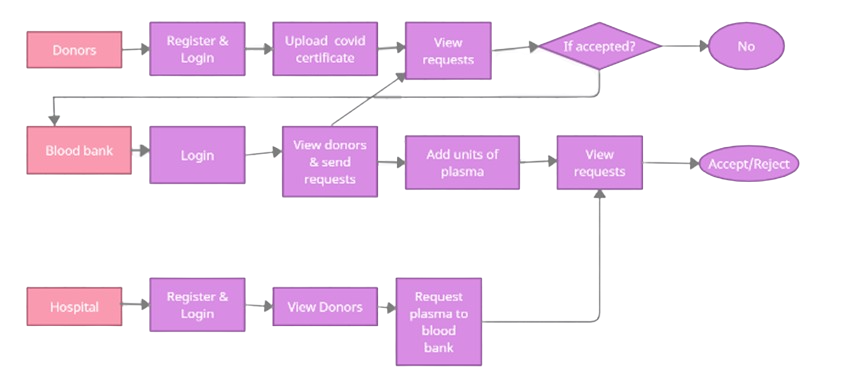 Donors
Register &
Login
Upload covid
certificate
View
requests
If accepted?
No
Blood bank
Login
View donors
& send
requests
Add units of
plasma
View
requests
Accept/Reject
Hospital
Register &
Login
View Donors
Request
plasma to
blood
bank